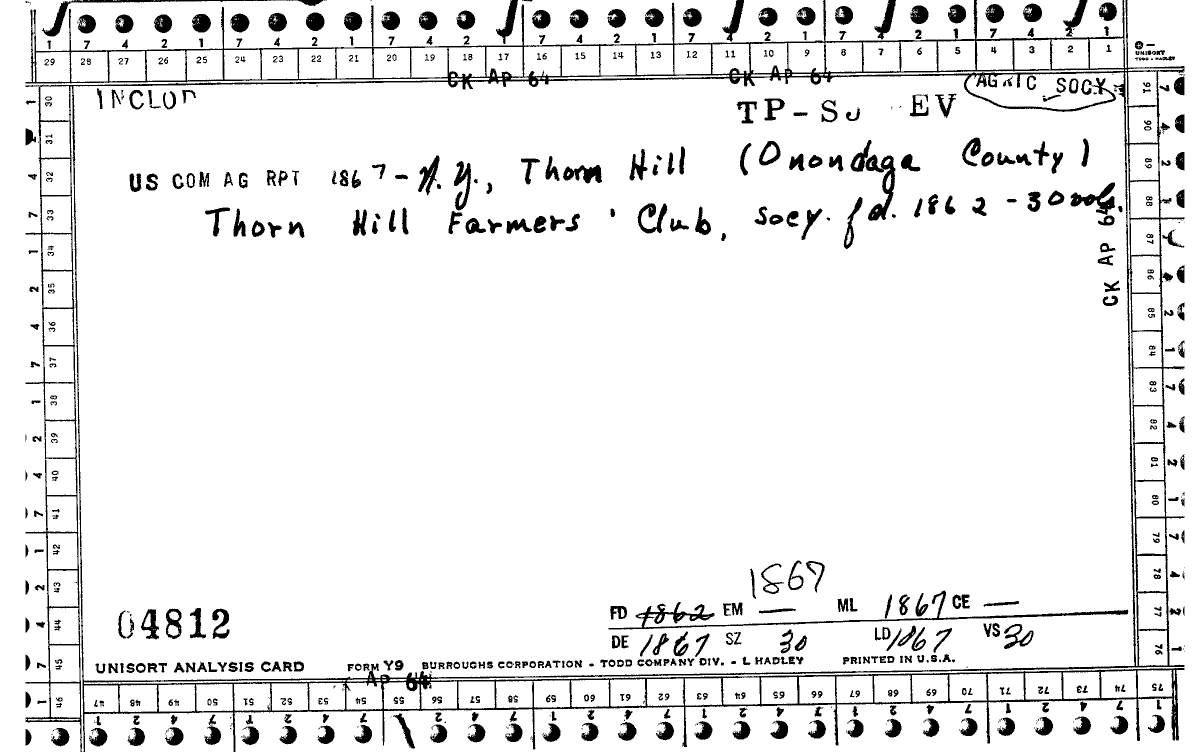 1 7 4 2 1 7 4 2 1 7 4 2 1 7 4 2 1 7 4 2 1 7 4 2 1
29 28 27 26 25 24 23 22 21 20 19 18 17 16 15 14 13 12 11 10 9 8 7 6 5 4 3 2 1
UNISORT
TODD - HADLEY
CK AP 64 CK AP 64
AGRIC SOCY
TP- EV
US COM AG RPT 1867 - N.Y., Thorn Hill (Onondaga County)
Thorn Hill Farmers' Club, socy. fd. 1862 - 30 vols.
CK AP 64
30 31 32 33 34 35 36 37 38 39 40 41 42 43 44 45 46
91 90 89 88 87 86 85 84 83 82 81 80 79 78 77 76 75
1867
FD 1862 EM — ML 1867 CE —
04812
DE 1867 SZ 30 LD 1867 VS 30
UNISORT ANALYSIS CARD FORM Y9 BURROUGHS CORPORATION - TODD COMPANY DIV. - L HADLEY PRINTED IN U.S.A.
AP 64
47 48 49 50 51 52 53 54 55 56 57 58 59 60 61 62 63 64 65 66 67 68 69 70 71 72 73 74